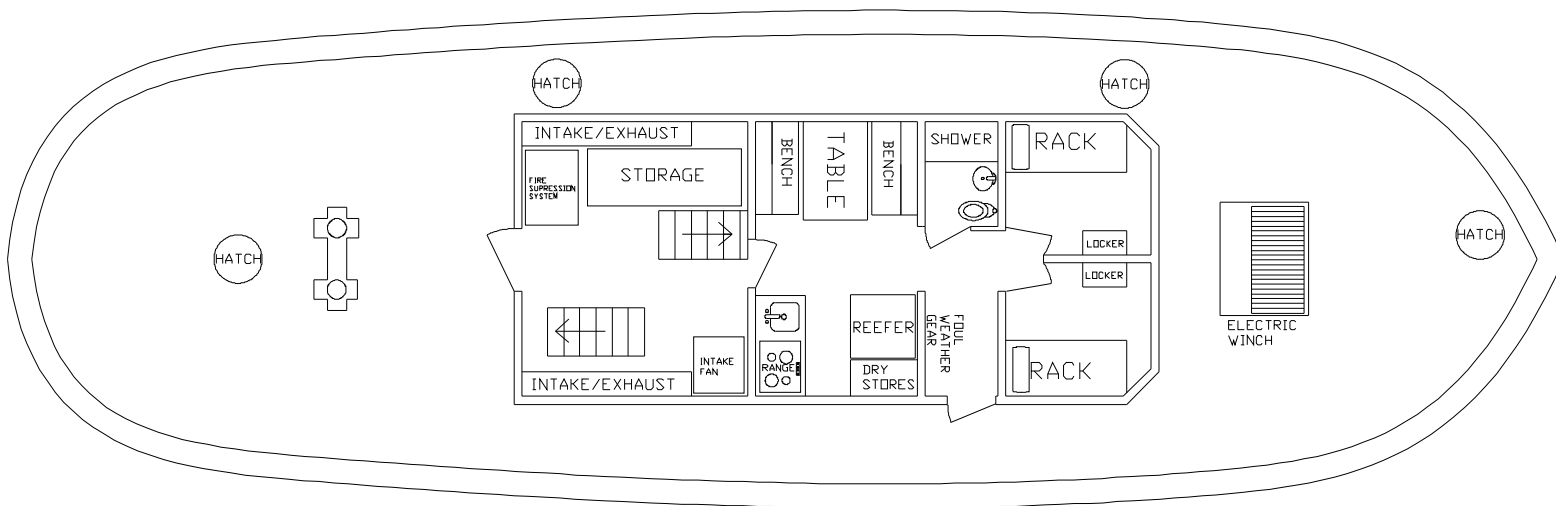 HATCH
HATCH
INTAKE/EXHAUST
SHOWER
RACK
BENCH
TABLE
BENCH
STORAGE
FIRE
SUPRESSION
SYSTEM
HATCH
LOCKER
HATCH
LOCKER
REEFER
FOUL
WEATHER
GEAR
ELECTRIC
WINCH
INTAKE
FAN
RANGE
DRY
STORES
RACK
INTAKE/EXHAUST